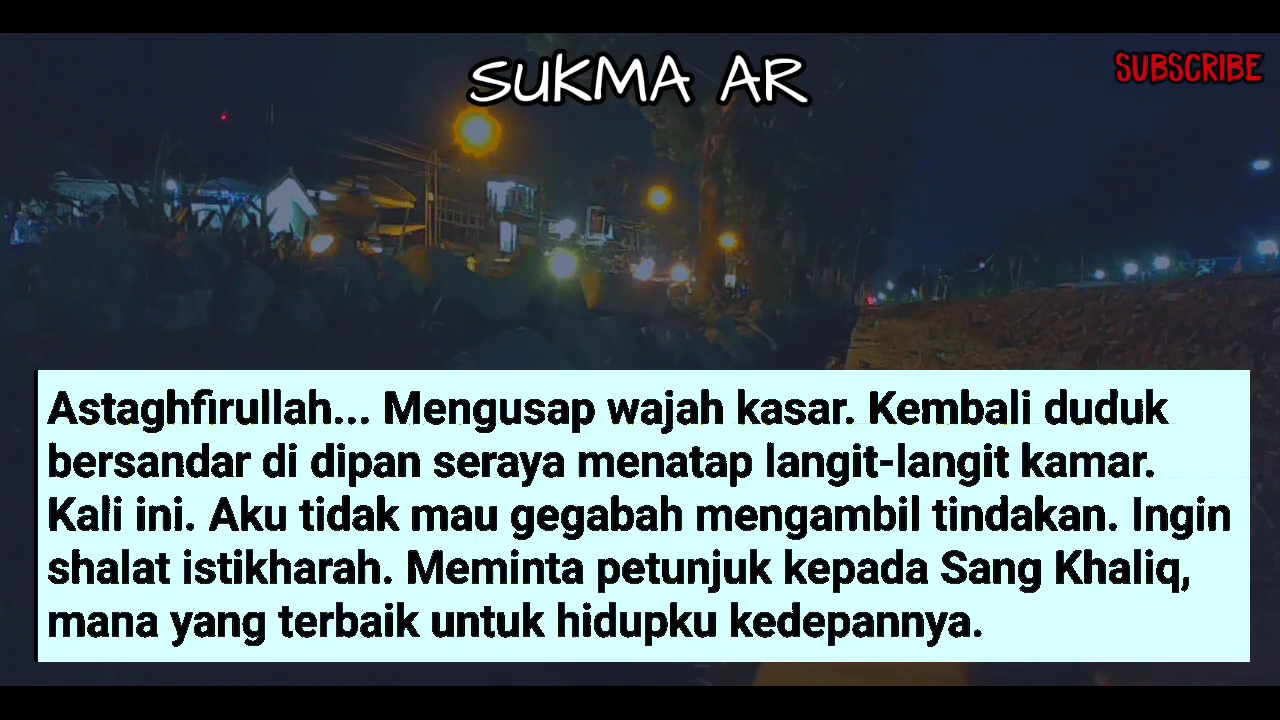 SUKMA AR
SUBSCRIBE
Astaghfirullah... Mengusap wajah kasar. Kembali duduk
bersandar di dipan seraya menatap langit-langit kamar.
Kali ini. Aku tidak mau gegabah mengambil tindakan. Ingin
shalat istikharah. Meminta petunjuk kepada Sang Khaliq,
mana yang terbaik untuk hidupku kedepannya.